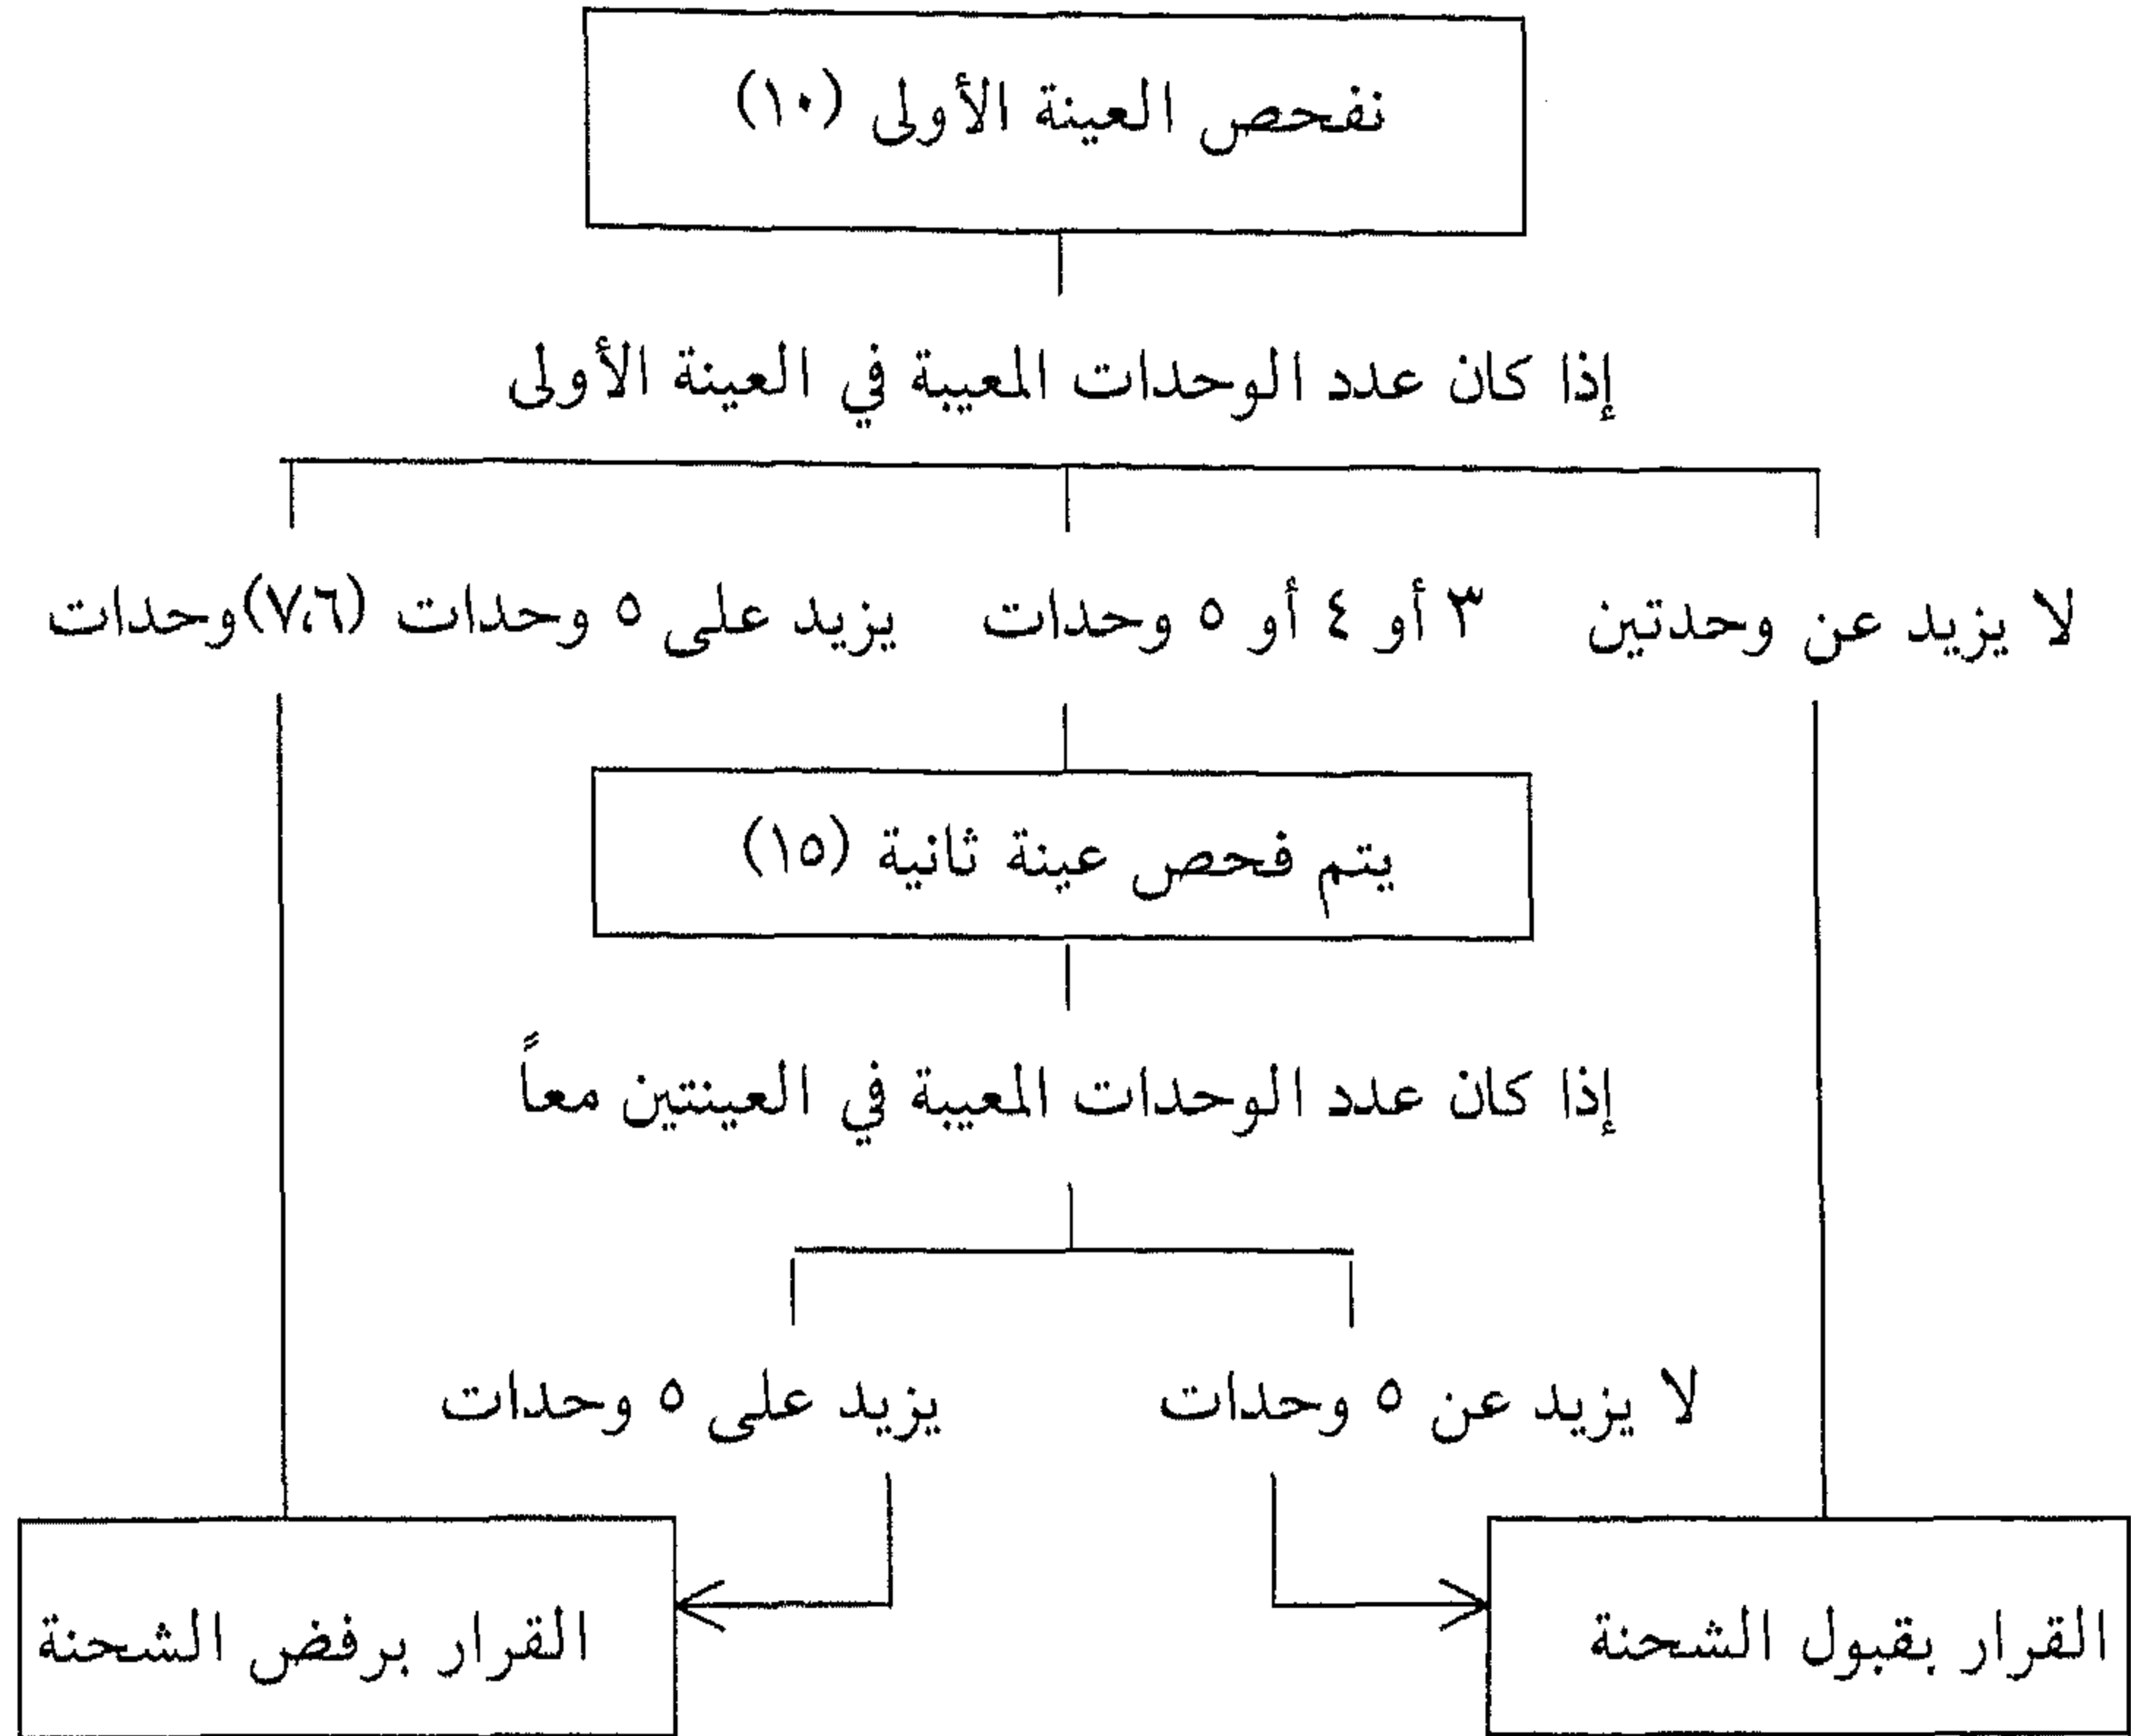 نفحص العينة الأولى (١٠)
إذا كان عدد الوحدات المعيبة في العينة الأولى
لا يزيد عن وحدتين ٣ أو ٤ أو ٥ وحدات يزيد على ٥ وحدات (٧،٦)وحدات
يتم فحص عينة ثانية (١٥)
إذا كان عدد الوحدات المعيبة في العينتين معاً
لا يزيد عن ٥ وحدات يزيد على ٥ وحدات
القرار بقبول الشحنة القرار برفض الشحنة